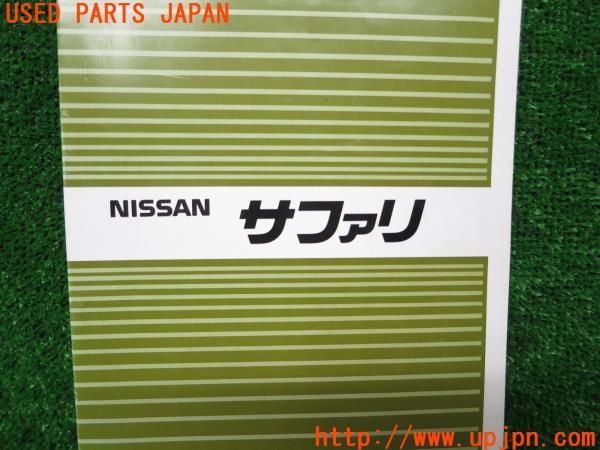 USED PARTS JAPAN
NISSAN サファリ
http://www.upjpn.com